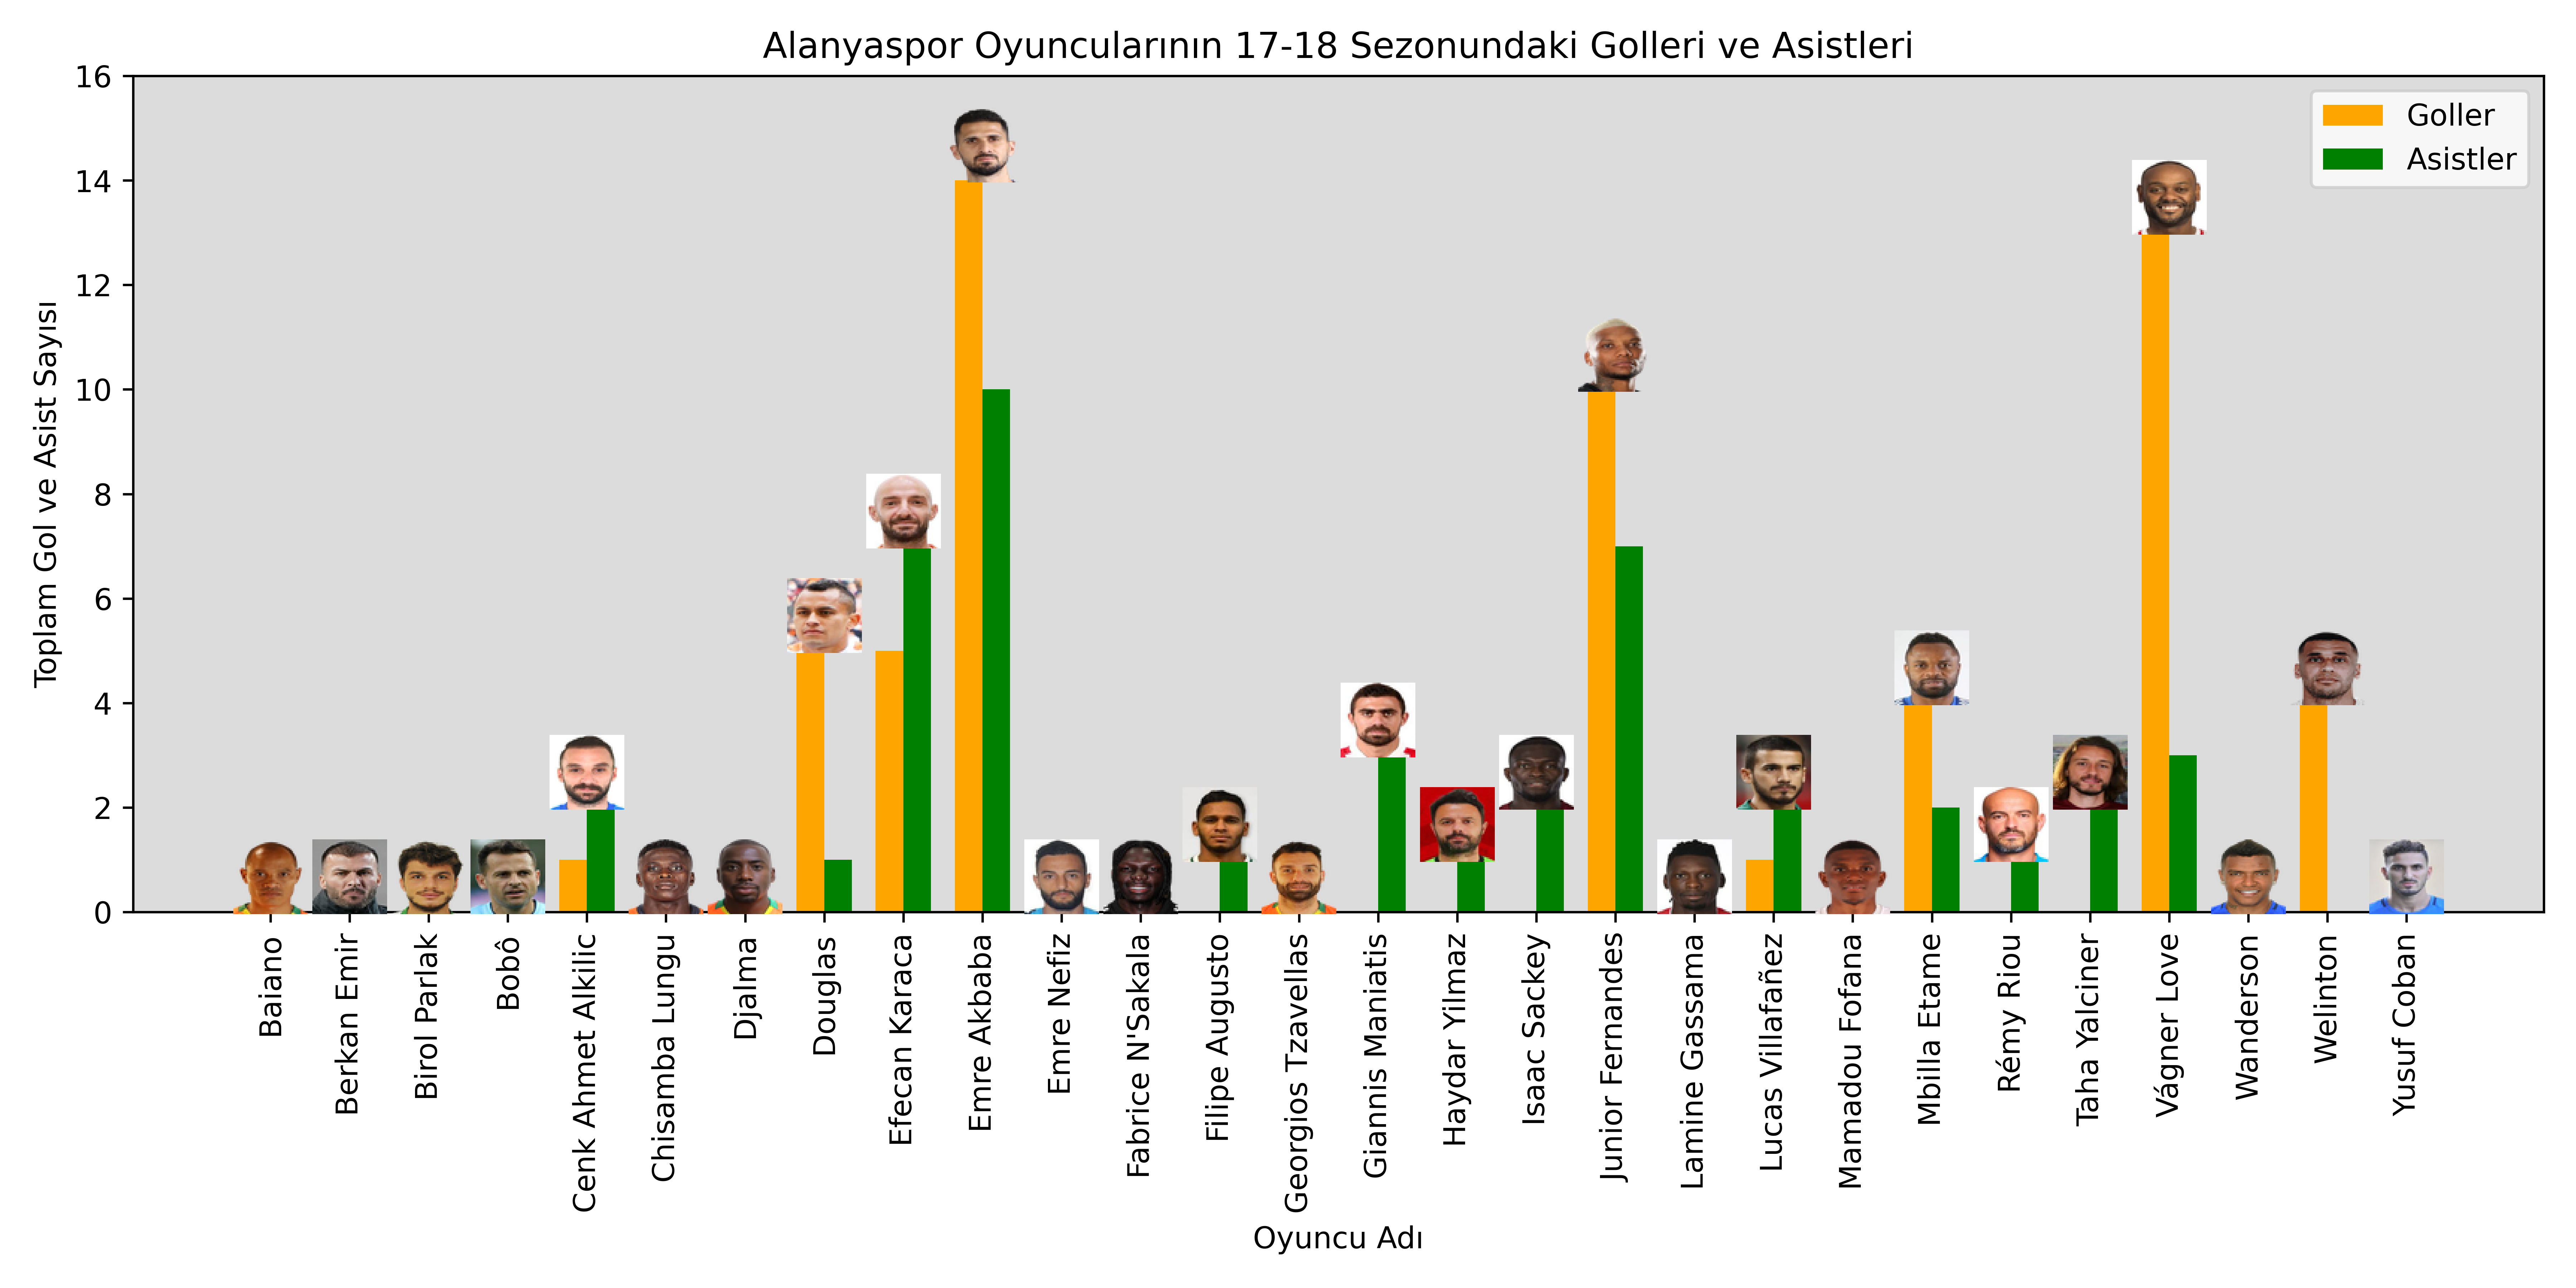 Alanyaspor Oyuncularının 17-18 Sezonundaki Golleri ve Asistleri
Goller
Asistler
Toplam Gol ve Asist Sayısı
16
14
12
10
8
6
4
2
0
Baiano
Berkan Emir
Birol Parlak
Bobô
Cenk Ahmet Alkilic
Chisamba Lungu
Djalma
Douglas
Efecan Karaca
Emre Akbaba
Emre Nefiz
Fabrice N'Sakala
Filipe Augusto
Georgios Tzavellas
Giannis Maniatis
Haydar Yilmaz
Isaac Sackey
Junior Fernandes
Lamine Gassama
Lucas Villafañez
Mamadou Fofana
Mbilla Etame
Rémy Riou
Taha Yalciner
Vágner Love
Wanderson
Welinton
Yusuf Coban
Oyuncu Adı